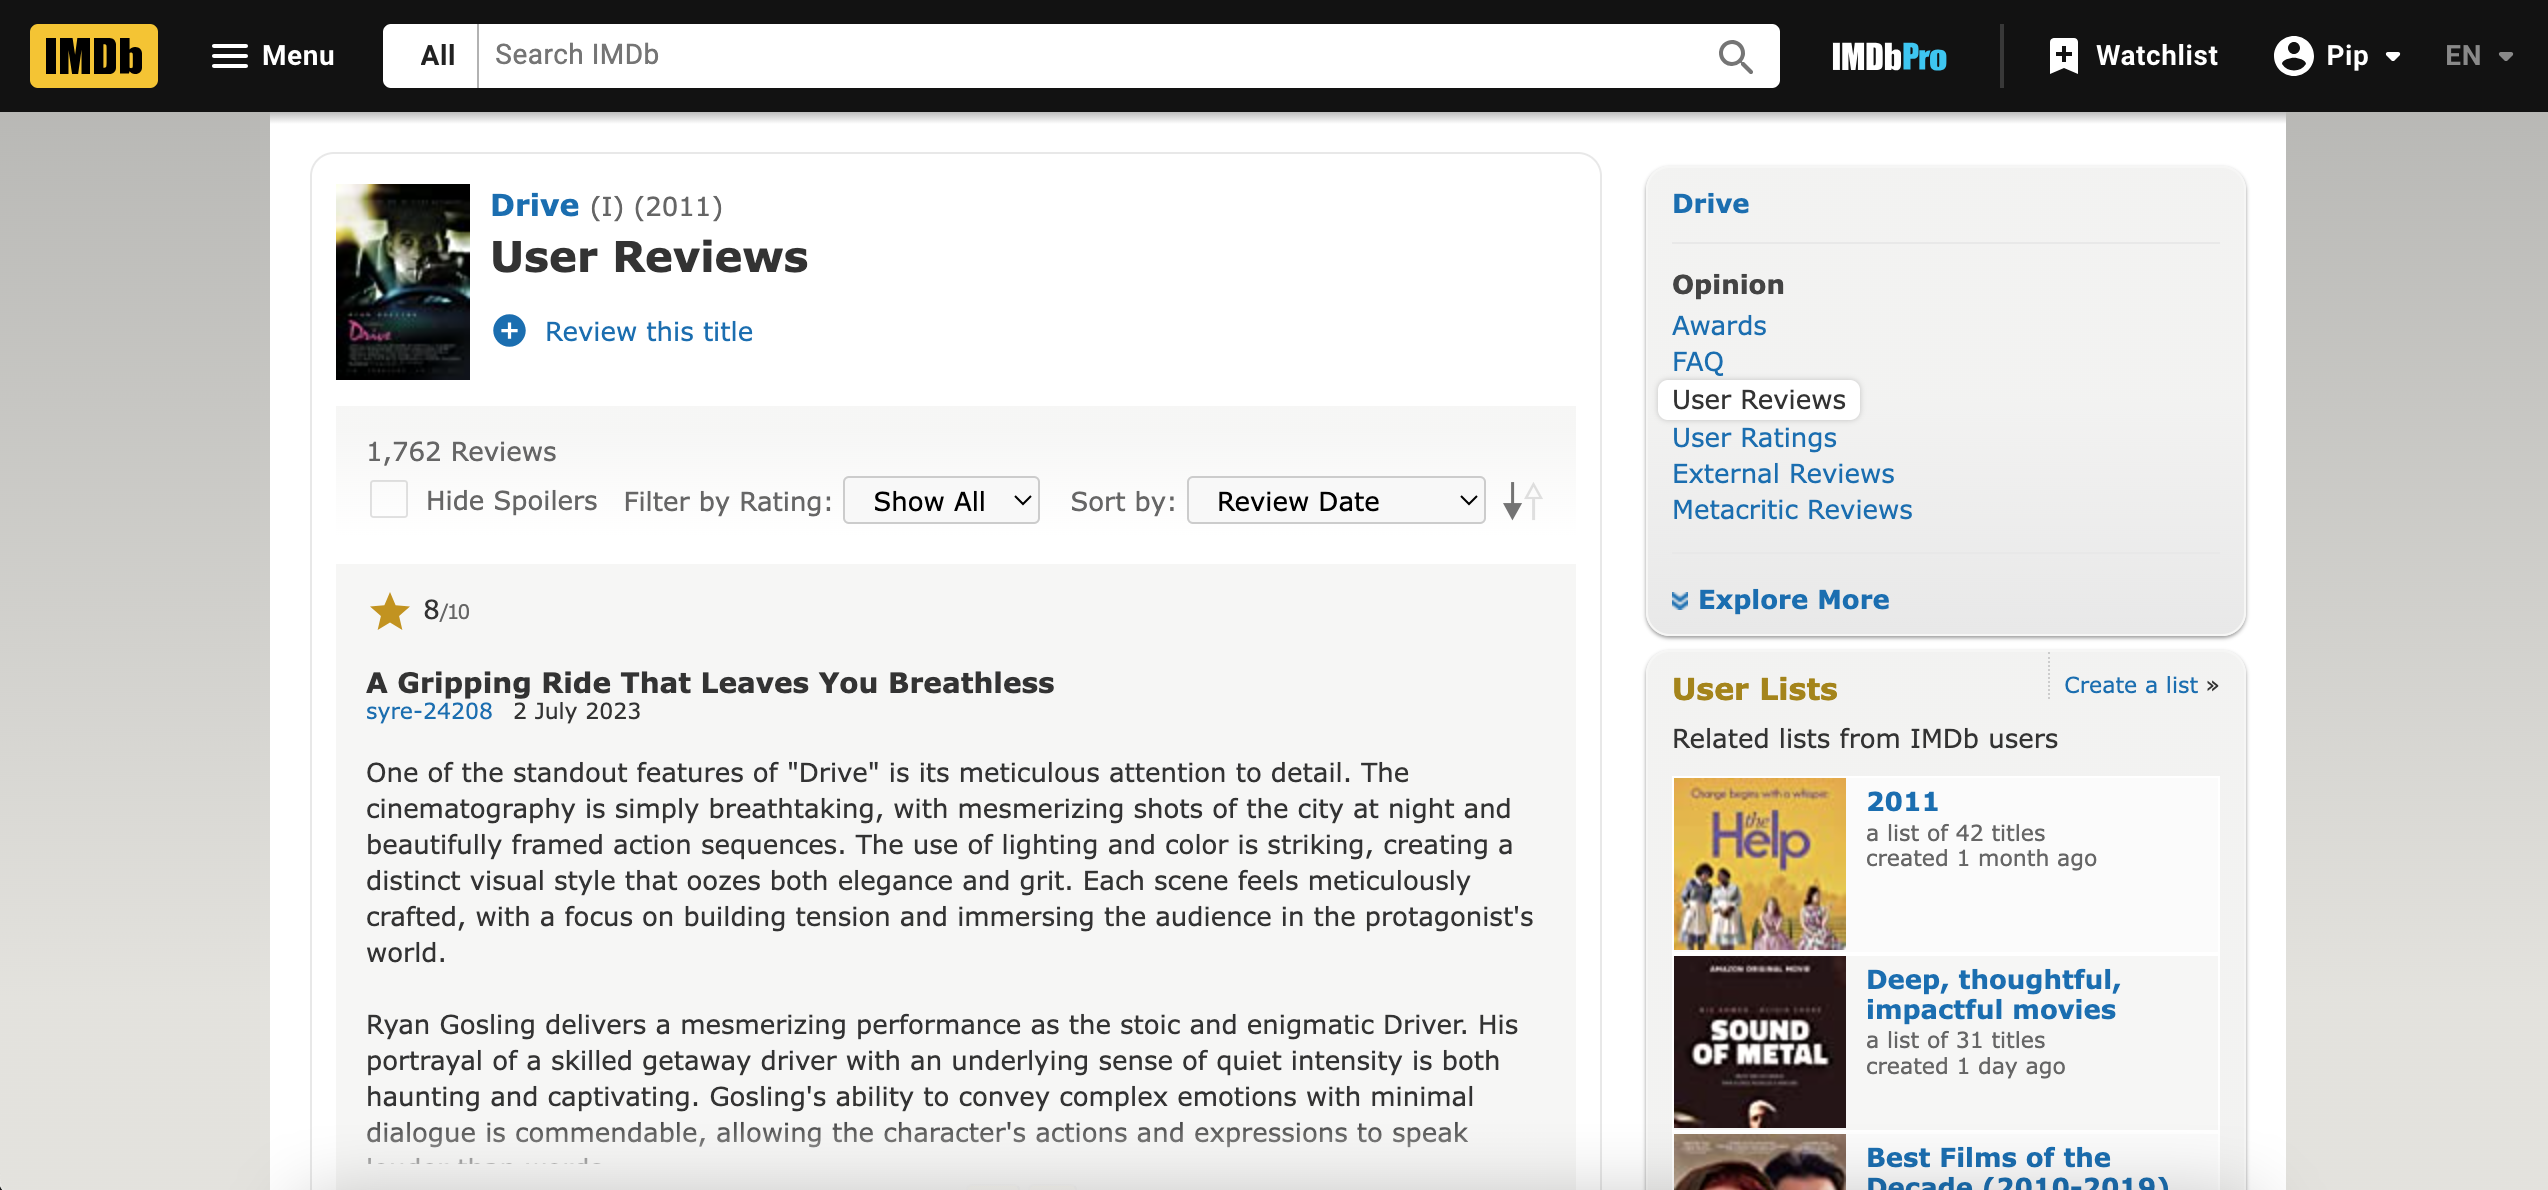 IMDb
Menu
All
Search IMDb
IMDbPro
Watchlist
Pip
EN
Drive (I) (2011)
User Reviews
Review this title
Drive
1,762 Reviews
Hide Spoilers
Filter by Rating:
Show All
Sort by:
Review Date
8/10
A Gripping Ride That Leaves You Breathless
syre-24208 2 July 2023
One of the standout features of "Drive" is its meticulous attention to detail. The
cinematography is simply breathtaking, with mesmerizing shots of the city at night and
beautifully framed action sequences. The use of lighting and color is striking, creating a
distinct visual style that oozes both elegance and grit. Each scene feels meticulously
crafted, with a focus on building tension and immersing the audience in the protagonist's
world.
Ryan Gosling delivers a mesmerizing performance as the stoic and enigmatic Driver. His
portrayal of a skilled getaway driver with an underlying sense of quiet intensity is both
haunting and captivating. Gosling's ability to convey complex emotions with minimal
dialogue is commendable, allowing the character's actions and expressions to speak
louder than words.
Drive
Opinion
Awards
FAQ
User Reviews
User Ratings
External Reviews
Metacritic Reviews
Explore More
User Lists
Create a list »
Related lists from IMDb users
Change begins with a whisper
the
Help
2011
a list of 42 titles
created 1 month ago
AMAZON ORIGINAL MOVIE
SOUND
OF METAL
Deep, thoughtful,
impactful movies
a list of 31 titles
created 1 day ago
Best Films of the
Decade (2010-2019)